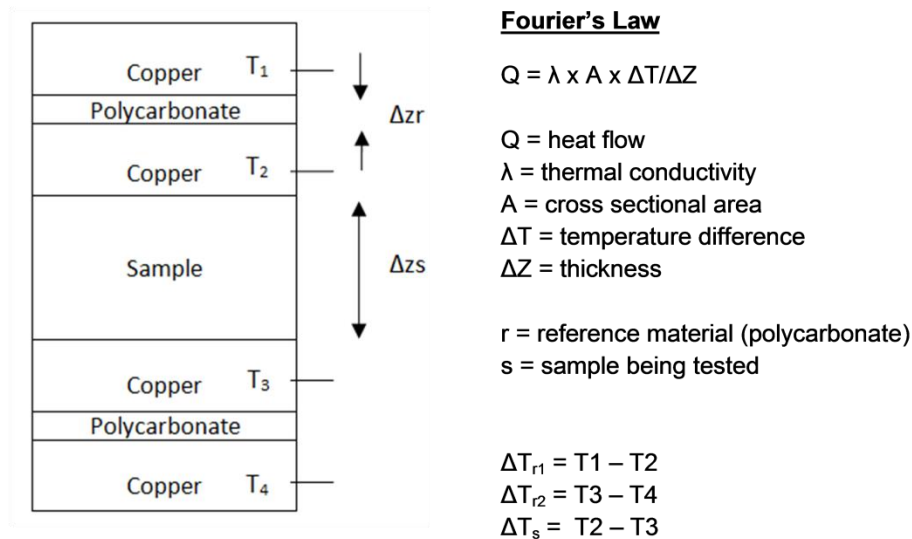 Copper T₁
Polycarbonate
Δzr
Copper T₂
Sample
Δzs
Copper T₃
Polycarbonate
Copper T₄
Fourier’s Law
Q = λ x A x ΔT/ΔZ
Q = heat flow
λ = thermal conductivity
A = cross sectional area
ΔT = temperature difference
ΔZ = thickness
r = reference material (polycarbonate)
s = sample being tested
ΔTᵣ₁ = T1 – T2
ΔTᵣ₂ = T3 – T4
ΔTₛ = T2 – T3